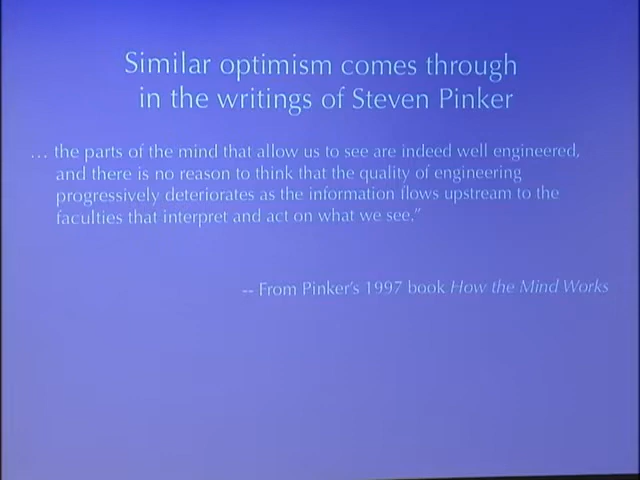 Similar optimism comes through
in the writings of Steven Pinker
… the parts of the mind that allow us to see are indeed well engineered,
and there is no reason to think that the quality of engineering
progressively deteriorates as the information flows upstream to the
faculties that interpret and act on what we see.”
-- From Pinker’s 1997 book How the Mind Works